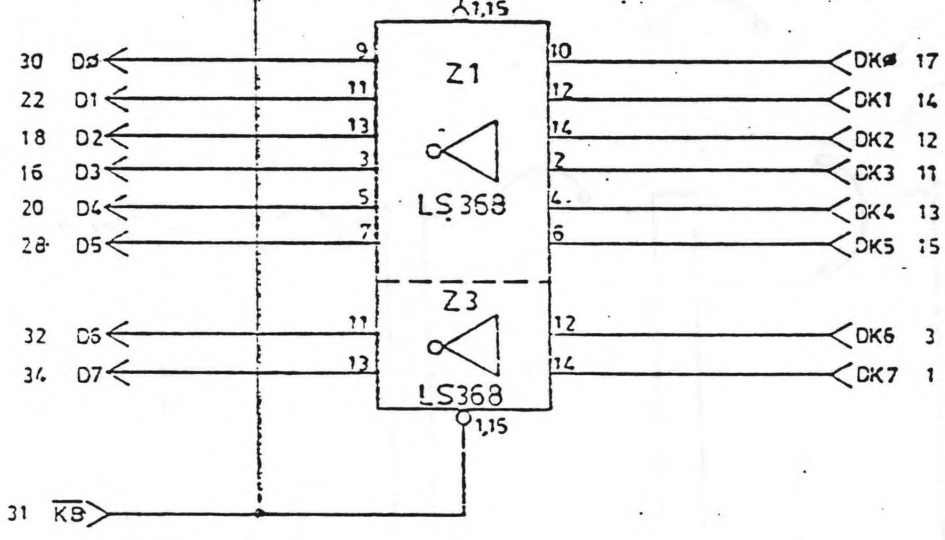 1,15
30 D0 9 10 DK0 17
22 D1 11 Z1 12 DK1 14
18 D2 13 14 DK2 12
16 D3 3 2 DK3 11
20 D4 5 LS368 4 DK4 13
28 D5 7 6 DK5 15
Z3
32 D6 11 12 DK6 3
34 D7 13 14 DK7 1
LS368
1,15
31 KB